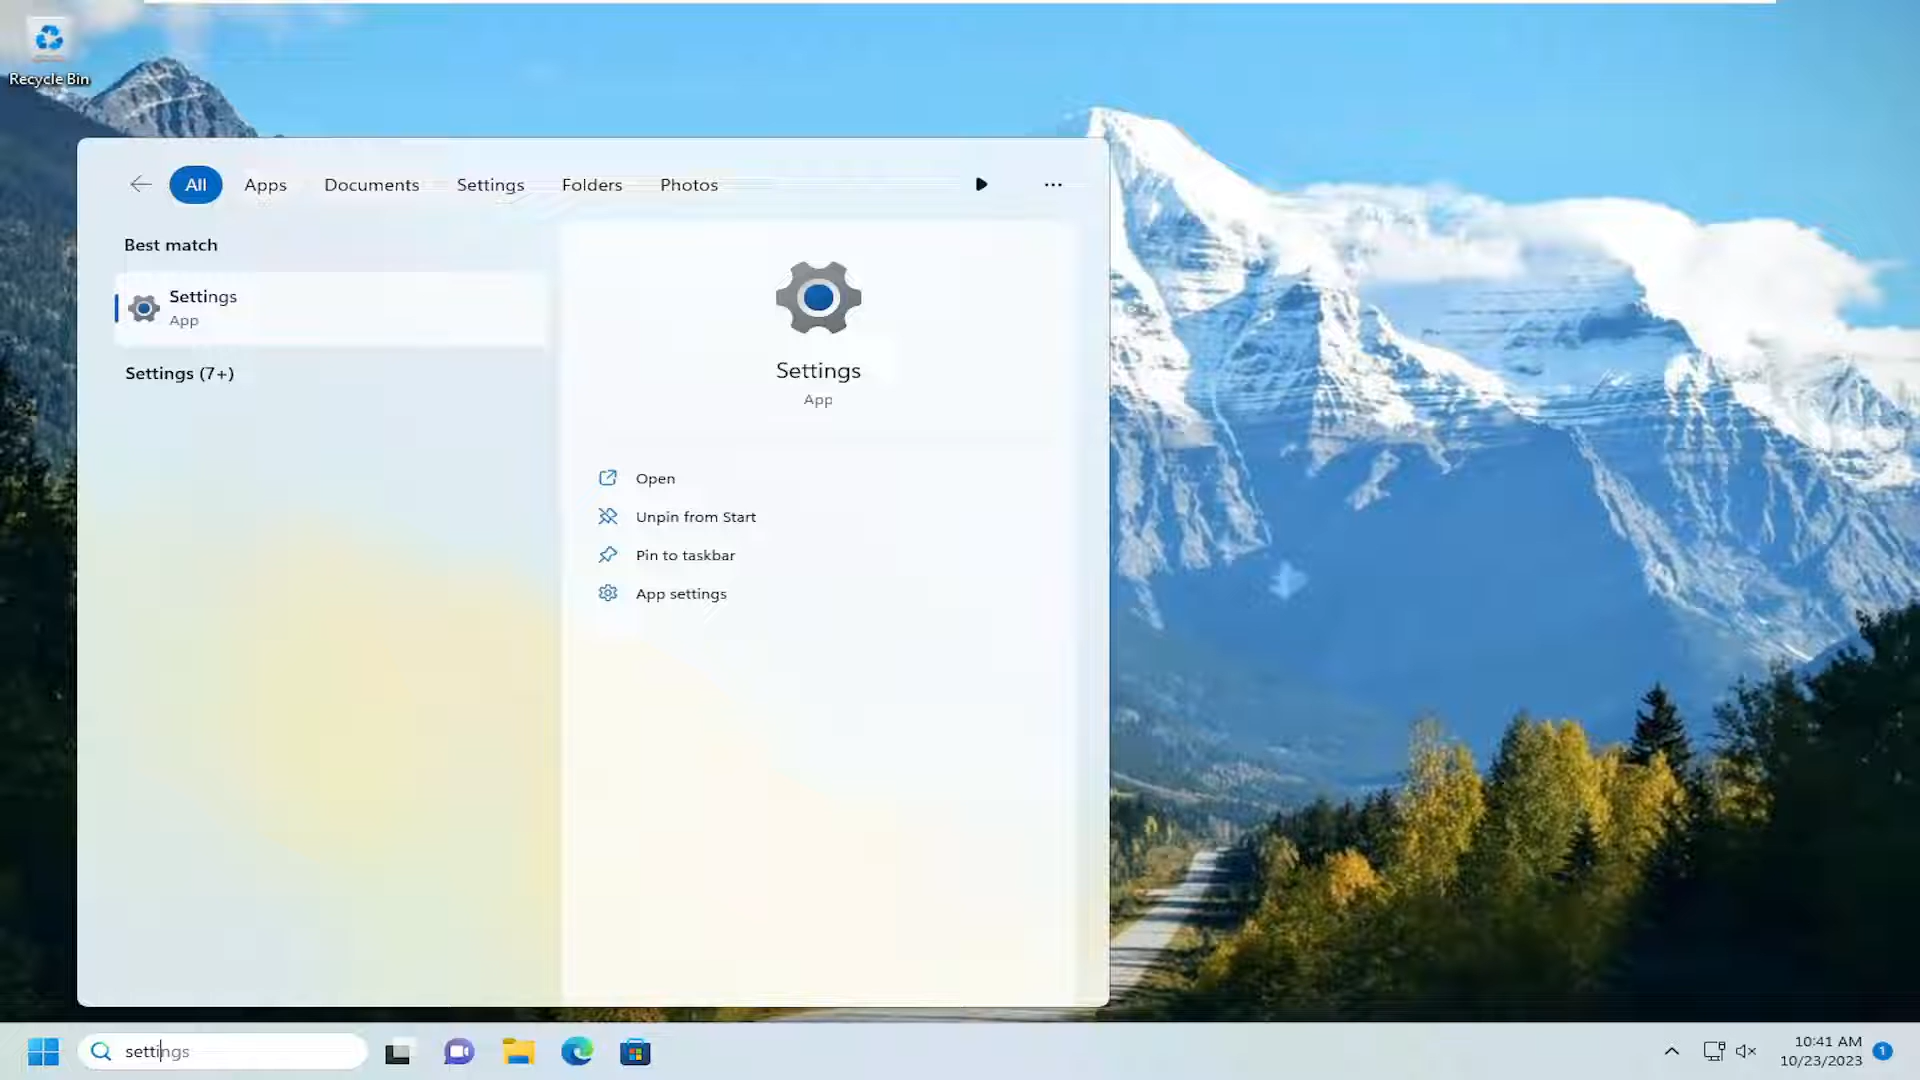 Recycle Bin
All
Apps
Documents
Settings
Folders
Photos
Best match
Settings
App
Settings (7+)
Settings
App
Open
Unpin from Start
Pin to taskbar
App settings
settings
10:41 AM
10/23/2023
1